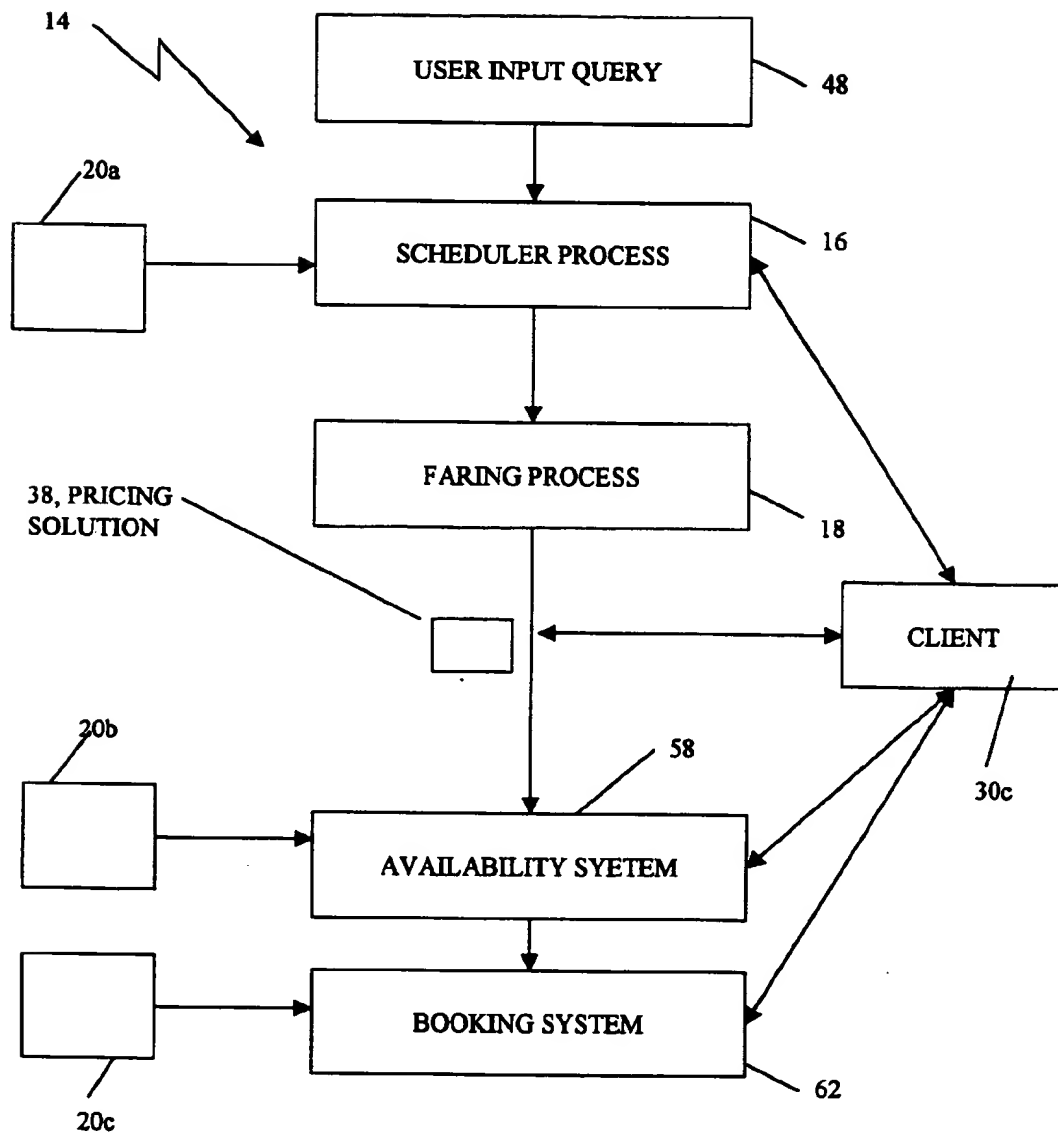 14
USER INPUT QUERY
48
20a
SCHEDULER PROCESS
16
FARING PROCESS
38, PRICING
SOLUTION
18
CLIENT
20b
58
30c
AVAILABILITY SYETEM
BOOKING SYSTEM
62
20c